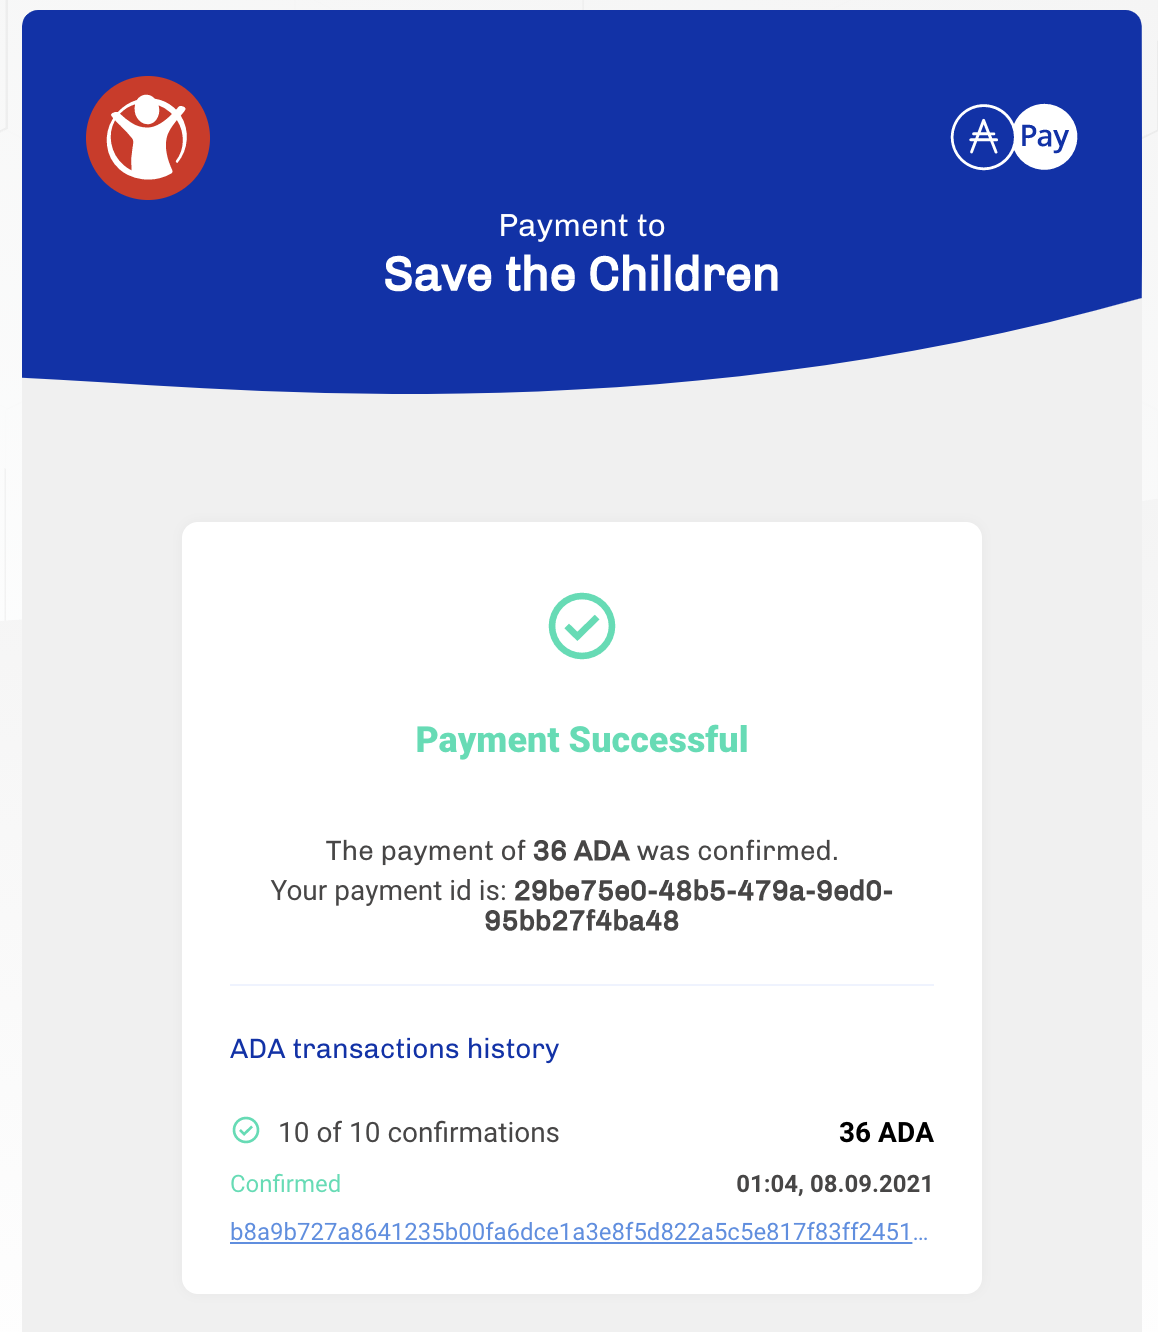 Pay
Payment to
Save the Children
Payment Successful
The payment of 36 ADA was confirmed.
Your payment id is: 29be75e0-48b5-479a-9ed0-
95bb27f4ba48
ADA transactions history
10 of 10 confirmations 36 ADA
Confirmed 01:04, 08.09.2021
b8a9b727a8641235b00fa6dce1a3e8f5d822a5c5e817f83ff2451...